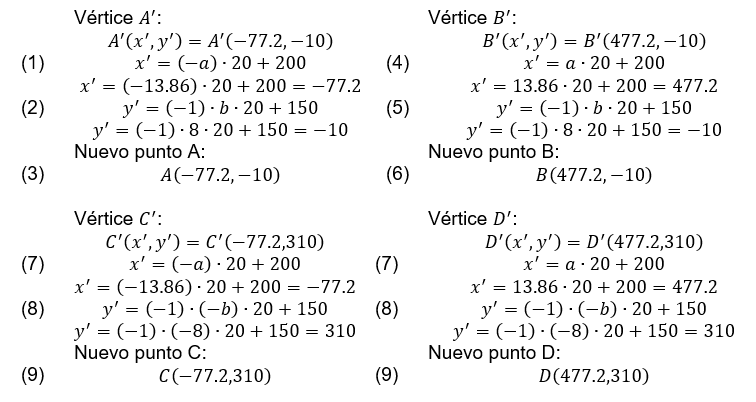 Vértice A′:
A′(x′, y′) = A′(−77.2, −10)
(1) x′ = (−a) · 20 + 200
x′ = (−13.86) · 20 + 200 = −77.2
(2) y′ = (−1) · b · 20 + 150
y′ = (−1) · 8 · 20 + 150 = −10
Nuevo punto A:
(3) A(−77.2, −10)
Vértice B′:
B′(x′, y′) = B′(477.2, −10)
(4) x′ = a · 20 + 200
x′ = 13.86 · 20 + 200 = 477.2
(5) y′ = (−1) · b · 20 + 150
y′ = (−1) · 8 · 20 + 150 = −10
Nuevo punto B:
(6) B(477.2, −10)
Vértice C′:
C′(x′, y′) = C′(−77.2,310)
(7) x′ = (−a) · 20 + 200
x′ = (−13.86) · 20 + 200 = −77.2
(8) y′ = (−1) · (−b) · 20 + 150
y′ = (−1) · (−8) · 20 + 150 = 310
Nuevo punto C:
(9) C(−77.2,310)
Vértice D′:
D′(x′, y′) = D′(477.2,310)
(7) x′ = a · 20 + 200
x′ = 13.86 · 20 + 200 = 477.2
(8) y′ = (−1) · (−b) · 20 + 150
y′ = (−1) · (−8) · 20 + 150 = 310
Nuevo punto D:
(9) D(477.2,310)